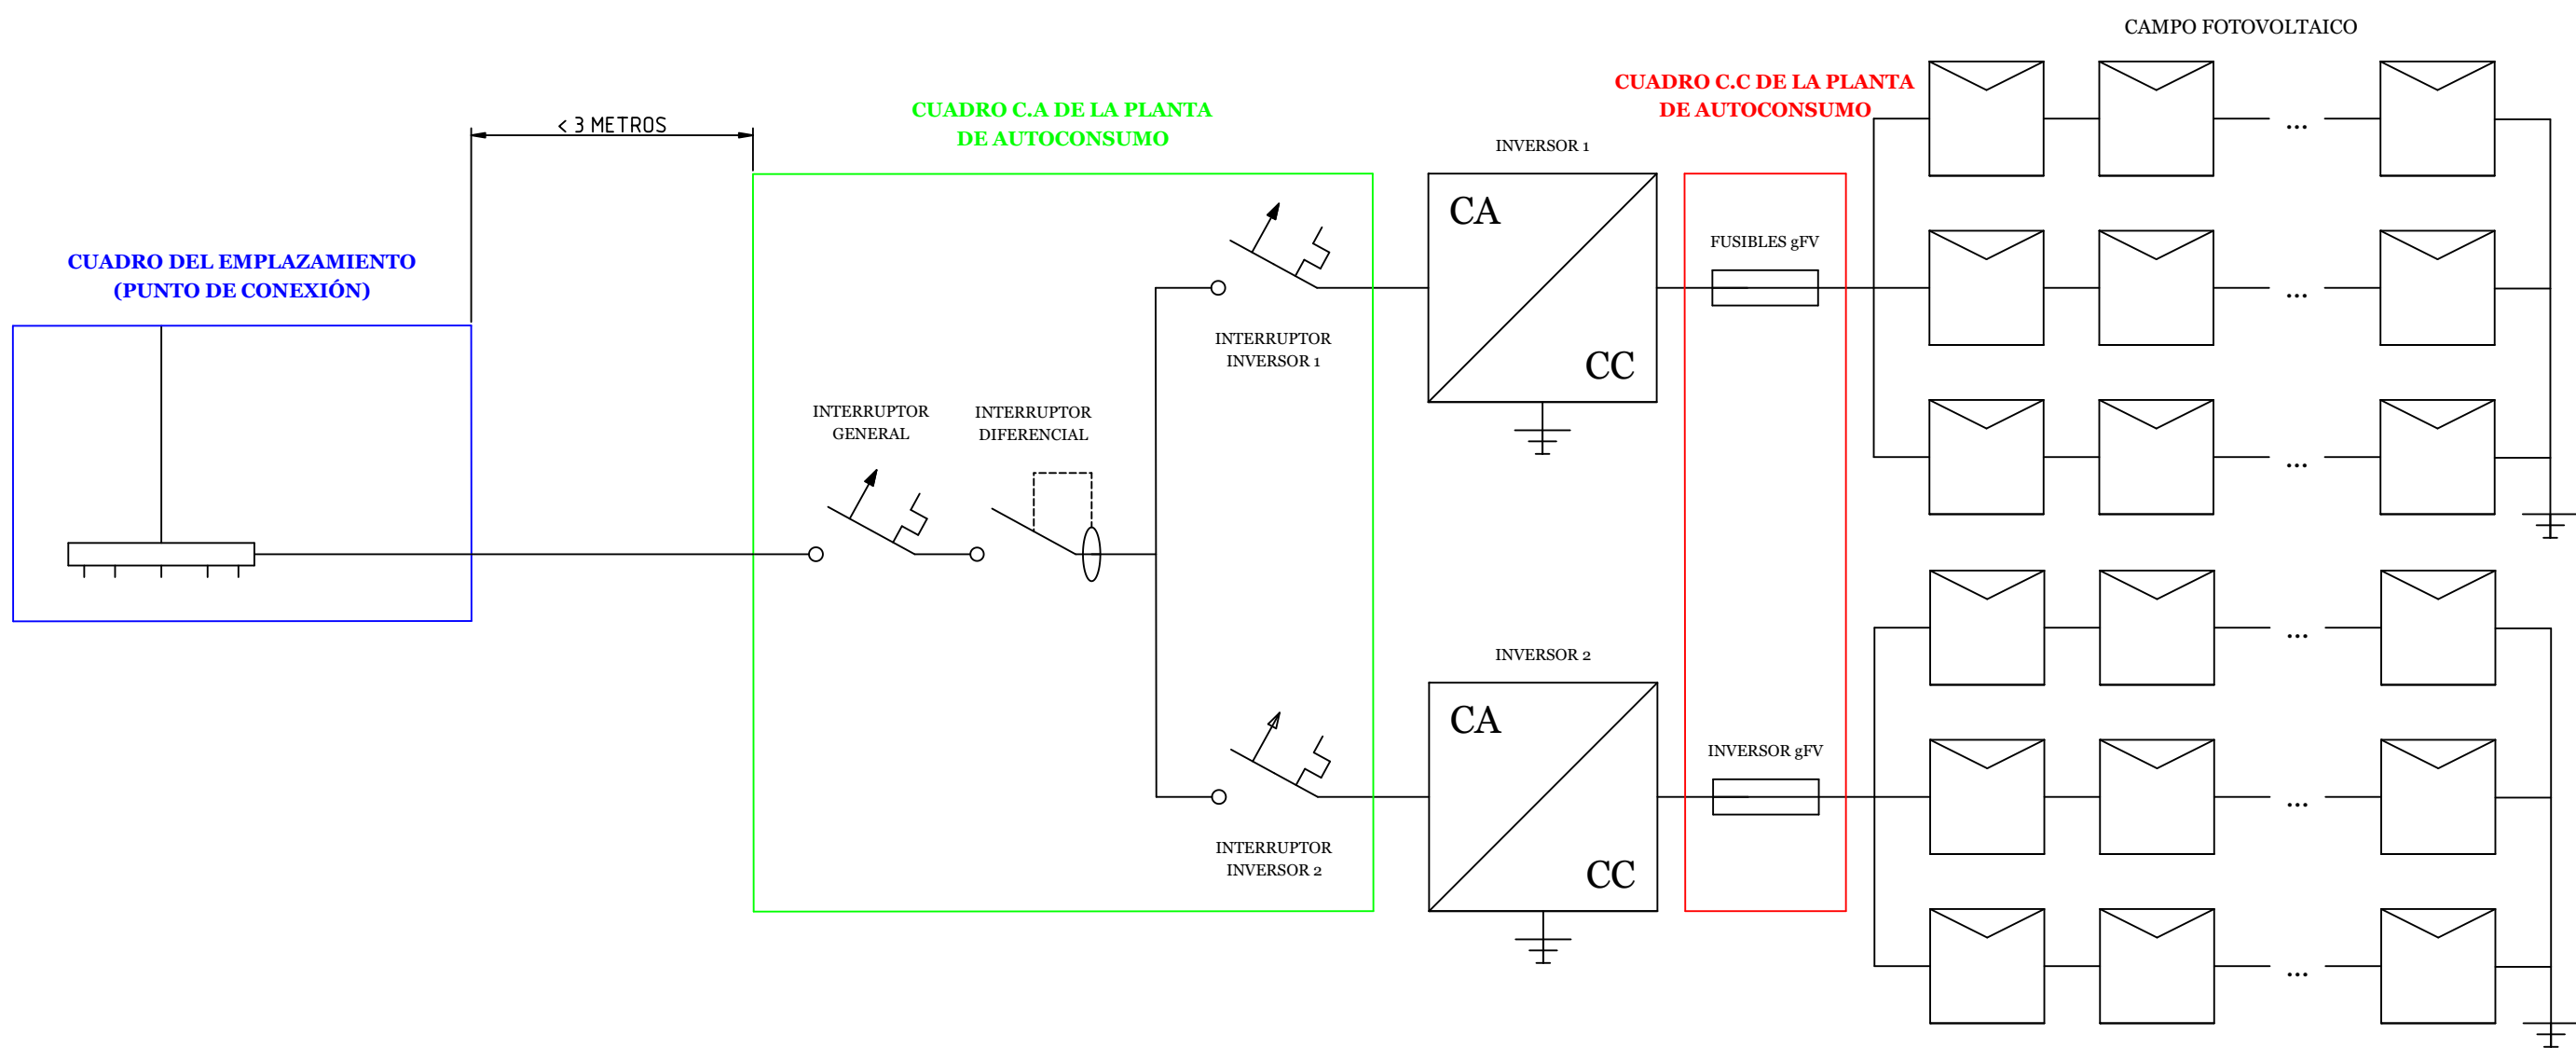 CAMPO FOTOVOLTAICO
CUADRO C.C DE LA PLANTA
DE AUTOCONSUMO
CUADRO C.A DE LA PLANTA
DE AUTOCONSUMO
< 3 METROS
INVERSOR 1
CUADRO DEL EMPLAZAMIENTO
(PUNTO DE CONEXIÓN)
CA
CC
FUSIBLES gFV
INTERRUPTOR
INVERSOR 1
INTERRUPTOR
GENERAL
INTERRUPTOR
DIFERENCIAL
...
...
...
INVERSOR 2
CA
CC
INVERSOR gFV
INTERRUPTOR
INVERSOR 2
...
...
...